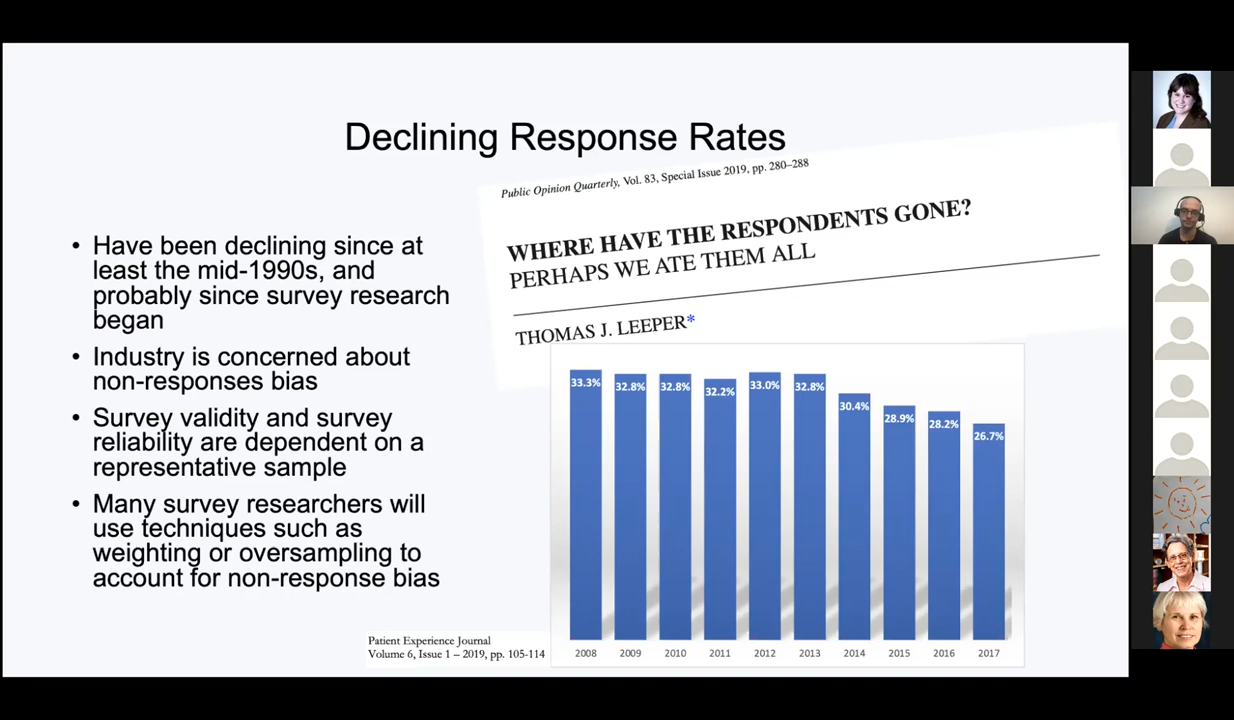 Declining Response Rates
• Have been declining since at
least the mid-1990s, and
probably since survey research
began
• Industry is concerned about
non-responses bias
• Survey validity and survey
reliability are dependent on a
representative sample
• Many survey researchers will
use techniques such as
weighting or oversampling to
account for non-response bias
Public Opinion Quarterly, Vol. 83, Special Issue 2019, pp. 280–288
WHERE HAVE THE RESPONDENTS GONE?
PERHAPS WE ATE THEM ALL
THOMAS J. LEEPER*
33.3% 32.8% 32.8% 32.2% 33.0% 32.8% 30.4% 28.9% 28.2% 26.7%
2008 2009 2010 2011 2012 2013 2014 2015 2016 2017
Patient Experience Journal
Volume 6, Issue 1 – 2019, pp. 105-114